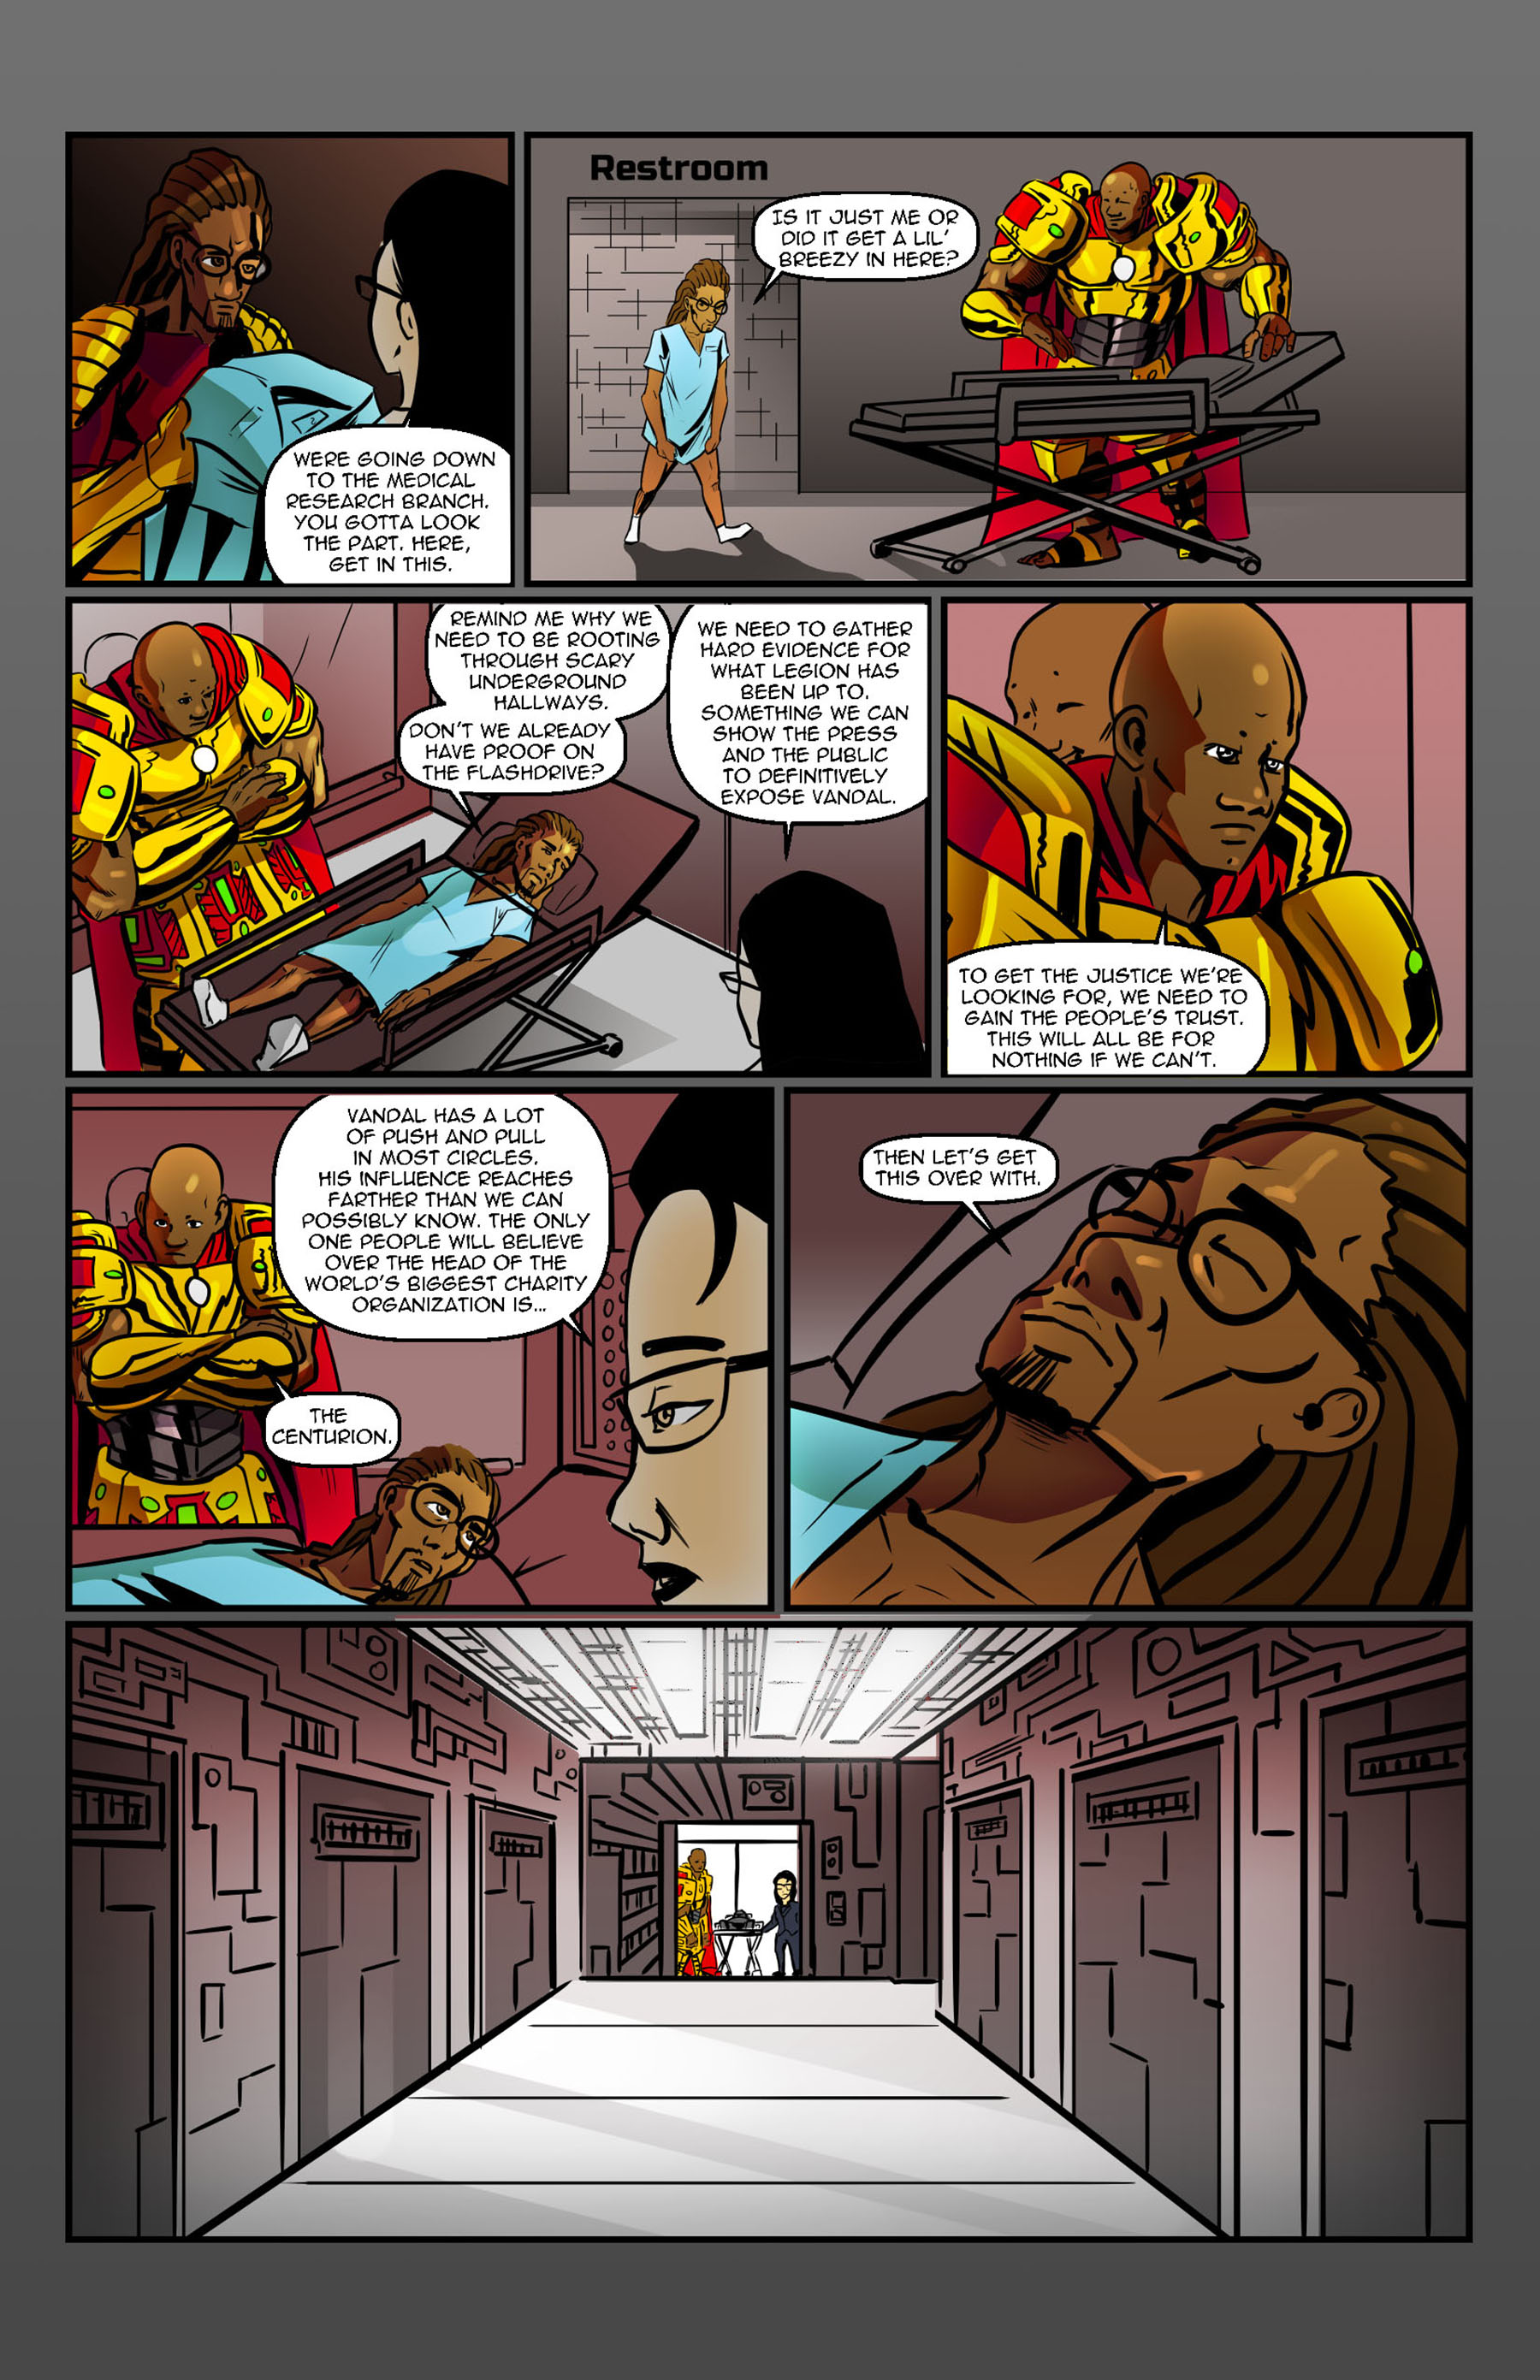 WERE GOING DOWN
TO THE MEDICAL
RESEARCH BRANCH.
YOU GOTTA LOOK
THE PART. HERE,
GET IN THIS.
Restroom
IS IT JUST ME OR
DID IT GET A LIL'
BREEZY IN HERE?
REMIND ME WHY WE
NEED TO BE ROOTING
THROUGH SCARY
UNDERGROUND
HALLWAYS.
DON'T WE ALREADY
HAVE PROOF ON
THE FLASHDRIVE?
WE NEED TO GATHER
HARD EVIDENCE FOR
WHAT LEGION HAS
BEEN UP TO.
SOMETHING WE CAN
SHOW THE PRESS
AND THE PUBLIC
TO DEFINITIVELY
EXPOSE VANDAL.
TO GET THE JUSTICE WE'RE
LOOKING FOR, WE NEED TO
GAIN THE PEOPLE'S TRUST.
THIS WILL ALL BE FOR
NOTHING IF WE CAN'T.
VANDAL HAS A LOT
OF PUSH AND PULL
IN MOST CIRCLES.
HIS INFLUENCE REACHES
FARTHER THAN WE CAN
POSSIBLY KNOW. THE ONLY
ONE PEOPLE WILL BELIEVE
OVER THE HEAD OF THE
WORLD'S BIGGEST CHARITY
ORGANIZATION IS...
THE
CENTURION.
THEN LET'S GET
THIS OVER WITH.